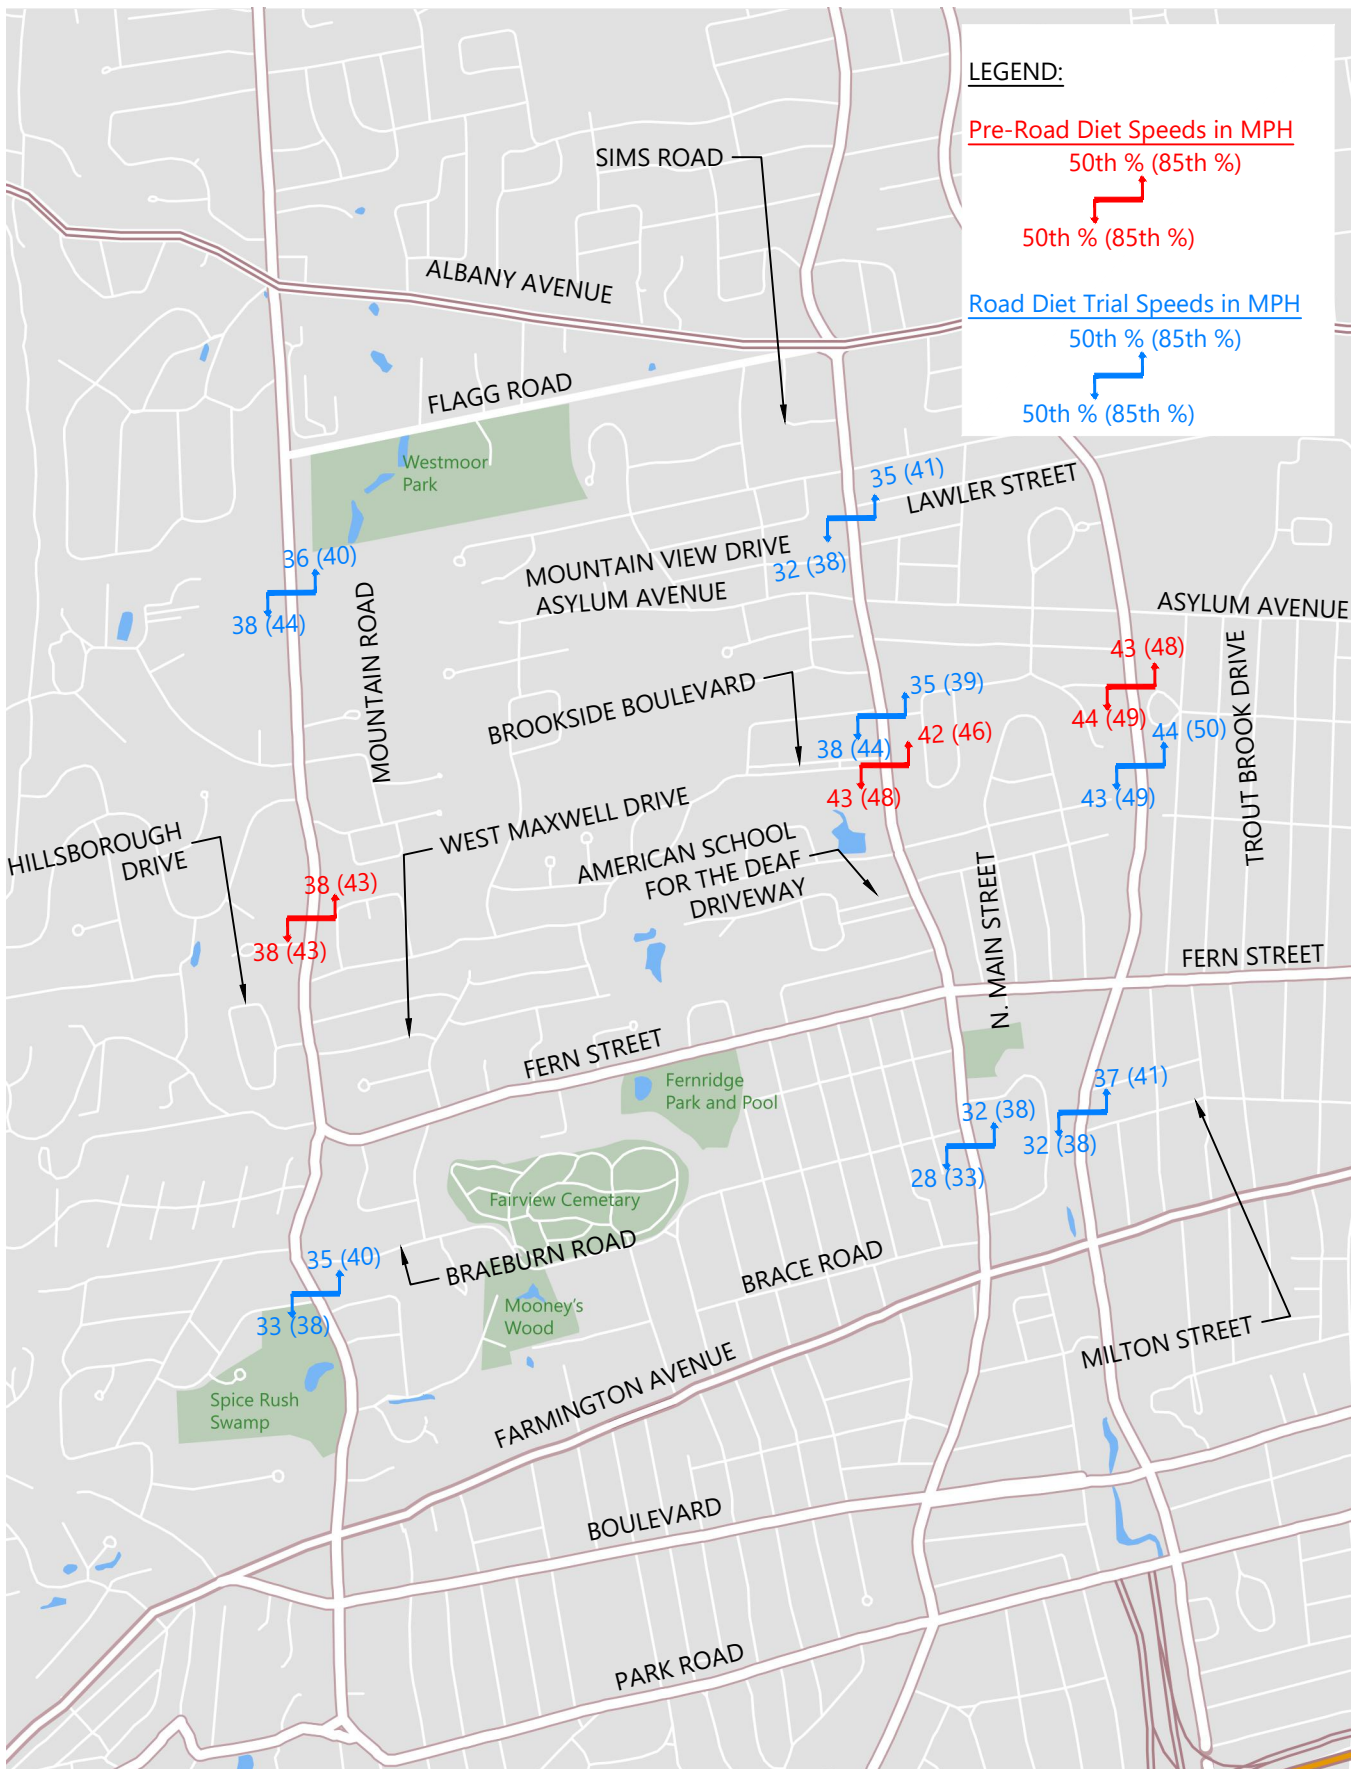 LEGEND:
Pre-Road Diet Speeds in MPH
50th % (85th %)
50th % (85th %)
Road Diet Trial Speeds in MPH
50th % (85th %)
50th % (85th %)
SIMS ROAD
ALBANY AVENUE
FLAGG ROAD
Westmoor
Park
35 (41)
LAWLER STREET
MOUNTAIN VIEW DRIVE
32 (38)
ASYLUM AVENUE
ASYLUM AVENUE
36 (40)
38 (44)
MOUNTAIN ROAD
43 (48)
44 (49)
TROUT BROOK DRIVE
BROOKSIDE BOULEVARD
35 (39)
38 (44)
42 (46)
43 (48)
44 (50)
43 (49)
WEST MAXWELL DRIVE
HILLSBOROUGH
DRIVE
AMERICAN SCHOOL
FOR THE DEAF
DRIVEWAY
38 (43)
38 (43)
N. MAIN STREET
FERN STREET
FERN STREET
Fernridge
Park and Pool
37 (41)
32 (38)
32 (38)
28 (33)
Fairview Cemetary
BRAEBURN ROAD
BRACE ROAD
35 (40)
33 (38)
Mooney's
Wood
MILTON STREET
FARMINGTON AVENUE
Spice Rush
Swamp
BOULEVARD
PARK ROAD